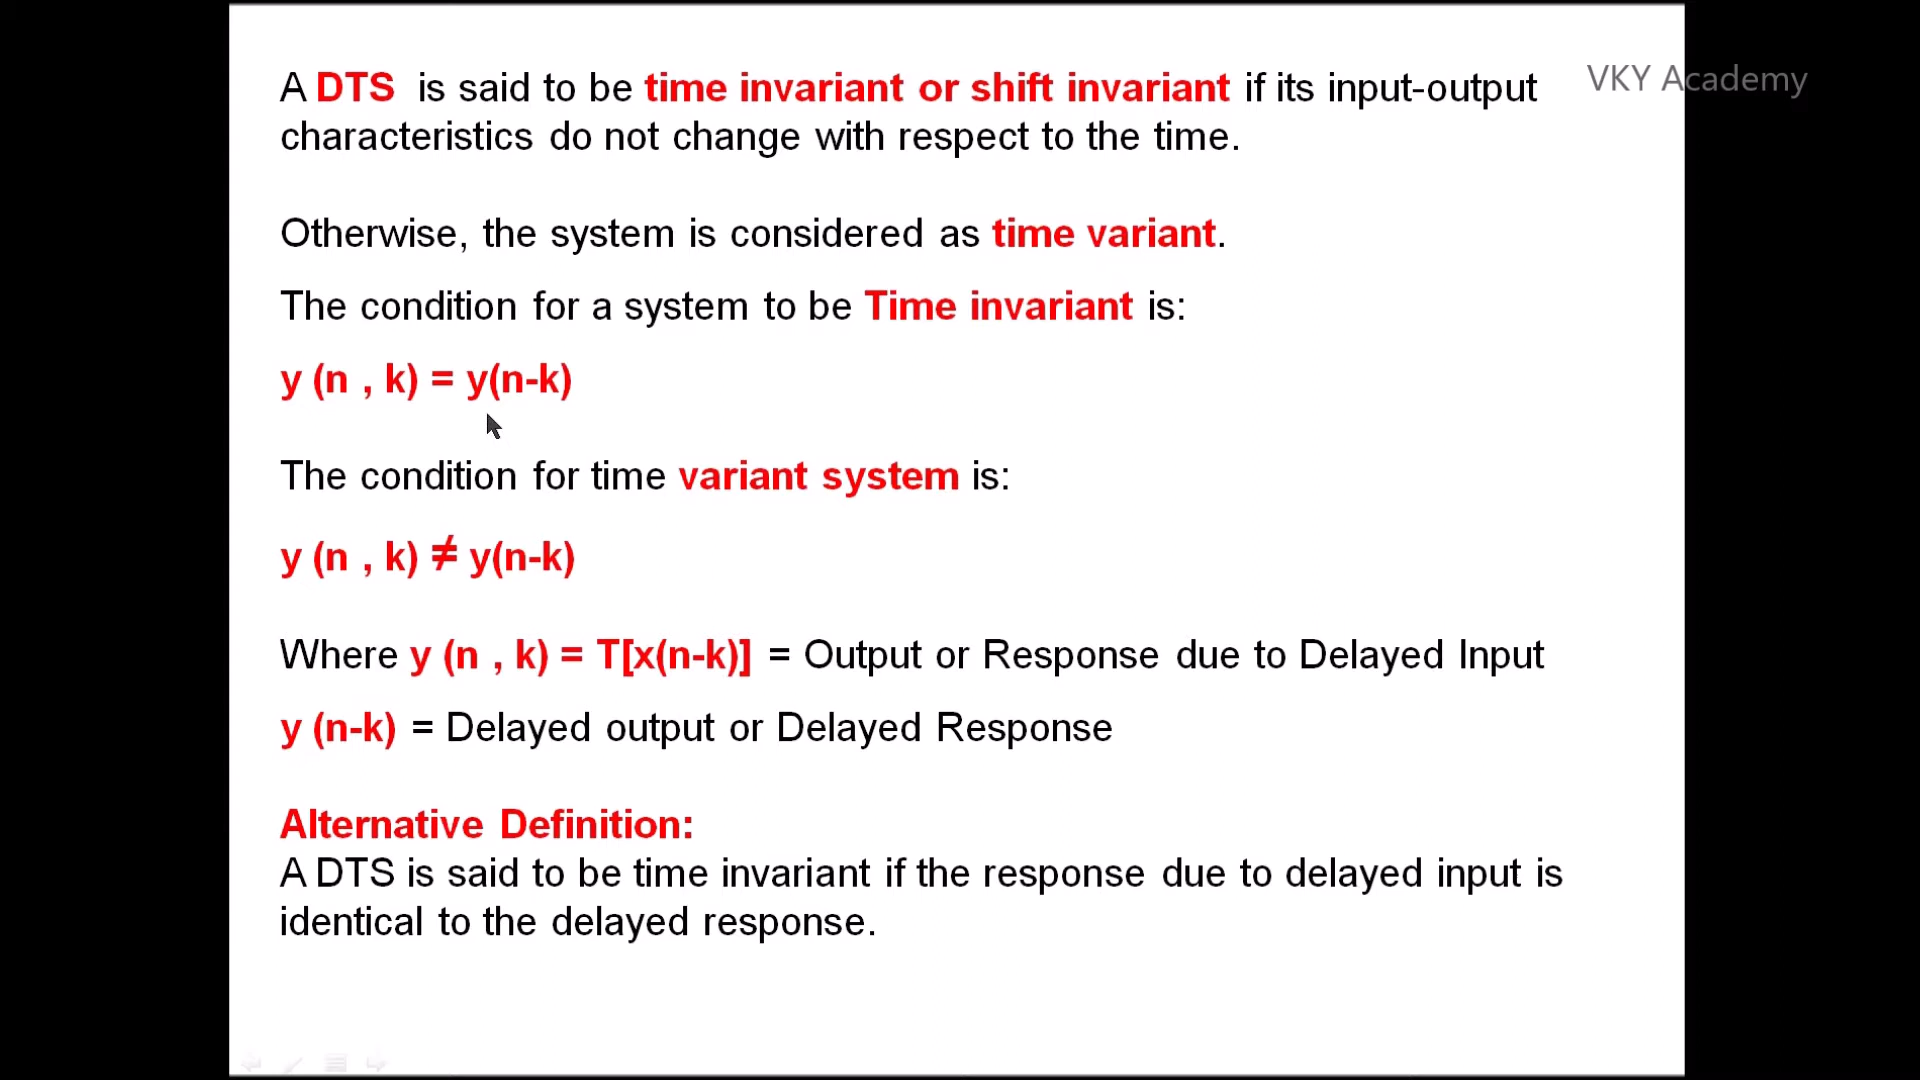 A DTS is said to be time invariant or shift invariant if its input-output
VKY Academy
characteristics do not change with respect to the time.
Otherwise, the system is considered as time variant.
The condition for a system to be Time invariant is:
y (n , k) = y(n-k)
The condition for time variant system is:
y (n , k) ≠ y(n-k)
Where y (n , k) = T[x(n-k)] = Output or Response due to Delayed Input
y (n-k) = Delayed output or Delayed Response
Alternative Definition:
A DTS is said to be time invariant if the response due to delayed input is
identical to the delayed response.